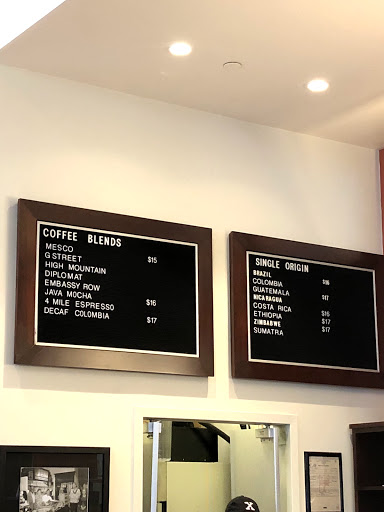 COFFEE BLENDS
MESCO
G STREET $15
HIGH MOUNTAIN
DIPLOMAT
EMBASSY ROW
JAVA MOCHA
4 MILE ESPRESSO $16
DECAF COLOMBIA $17
SINGLE ORIGIN
BRAZIL
COLOMBIA $16
GUATEMALA
NICARAGUA $17
COSTA RICA
ETHIOPIA $16
ZIMBABWE $17
SUMATRA $17
X